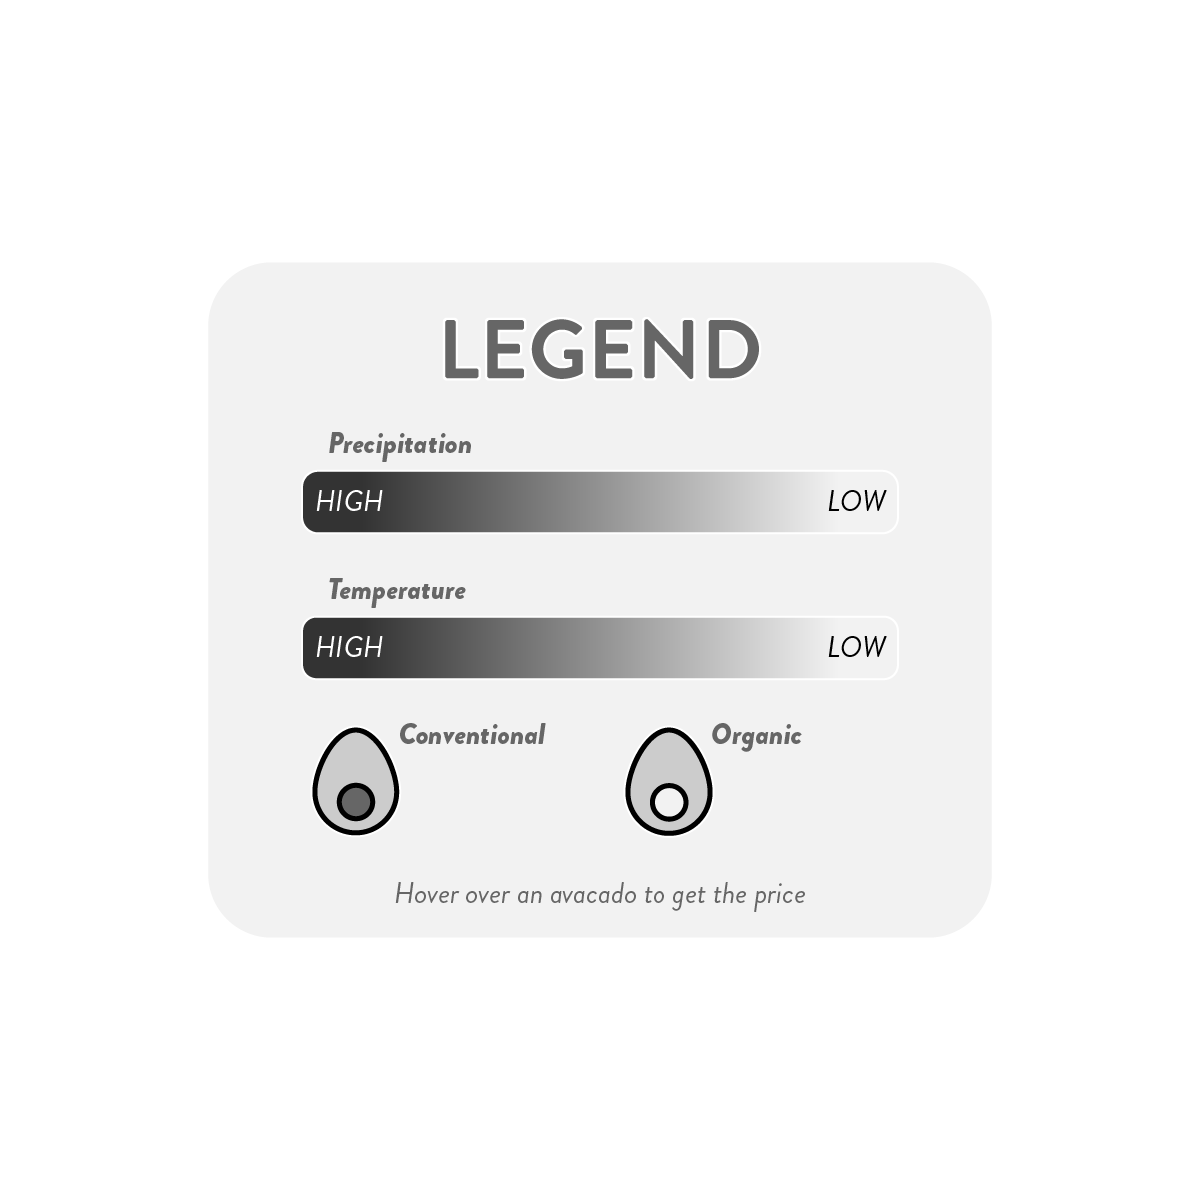 LEGEND
Precipitation
HIGH LOW
Temperature
HIGH LOW
Conventional Organic
Hover over an avacado to get the price